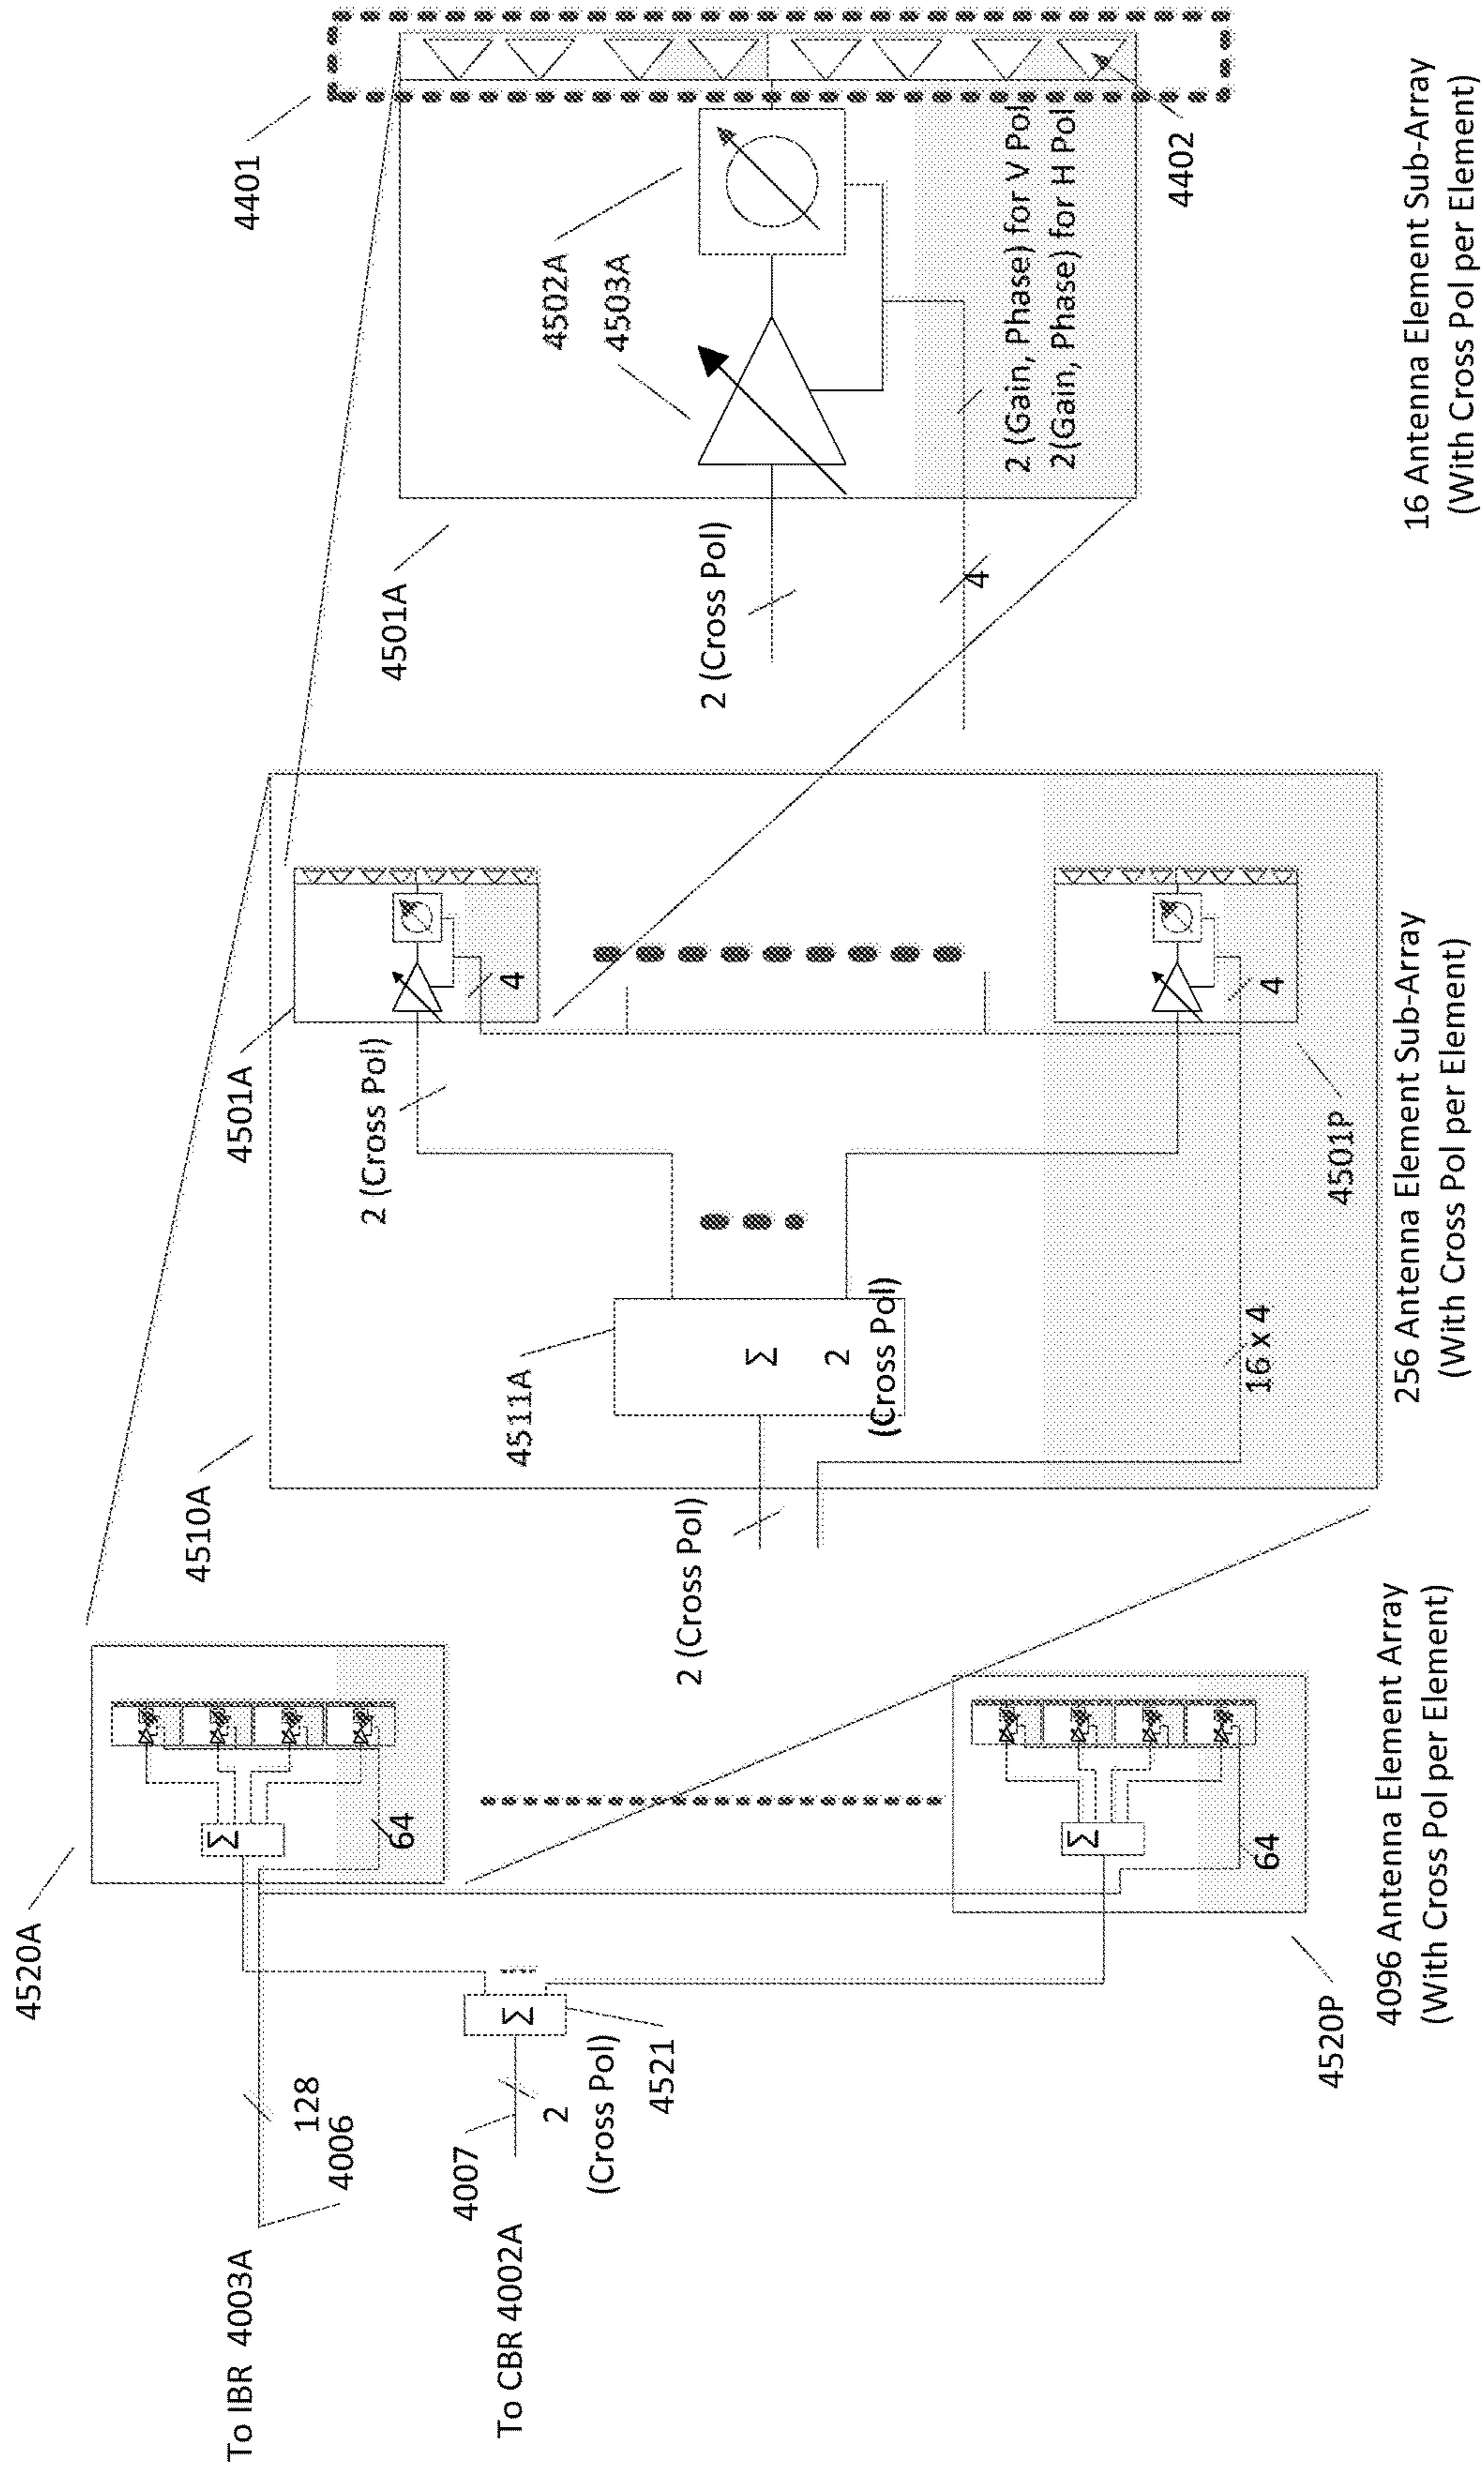 To IBR 4003A
4006
128
To CBR 4002A
4007
2
(Cross Pol)
4521
Σ
4520A
Σ
64
4520P
Σ
64
4096 Antenna Element Array
(With Cross Pol per Element)
4510A
2 (Cross Pol)
4511A
Σ
2
(Cross Pol)
16 x 4
2 (Cross Pol)
4501A
4
4501P
4
256 Antenna Element Sub-Array
(With Cross Pol per Element)
4501A
2 (Cross Pol)
4
4503A
4502A
4401
2 (Gain, Phase) for V Pol
2(Gain, Phase) for H Pol
4402
16 Antenna Element Sub-Array
(With Cross Pol per Element)